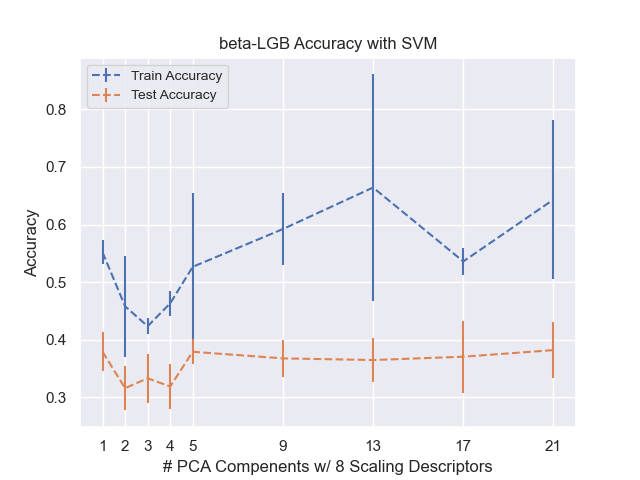 beta-LGB Accuracy with SVM
Train Accuracy
Test Accuracy
0.8
0.7
0.6
0.5
0.4
0.3
Accuracy
1 2 3 4 5 9 13 17 21
# PCA Compenents w/ 8 Scaling Descriptors